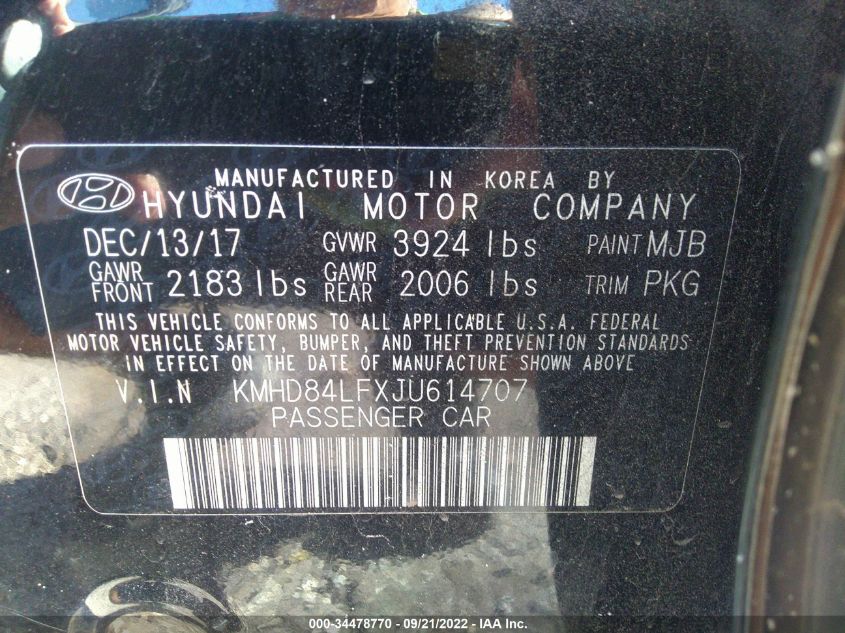 MANUFACTURED IN KOREA BY
HYUNDAI MOTOR COMPANY
DEC/13/17 GVWR 3924 lbs PAINT MJB
GAWR FRONT 2183 lbs GAWR REAR 2006 lbs TRIM PKG
THIS VEHICLE CONFORMS TO ALL APPLICABLE U.S.A. FEDERAL
MOTOR VEHICLE SAFETY, BUMPER, AND THEFT PREVENTION STANDARDS
IN EFFECT ON THE DATE OF MANUFACTURE SHOWN ABOVE
V.I.N KMHD84LFXJU614707
PASSENGER CAR
000-34478770 - 09/21/2022 - IAA Inc.